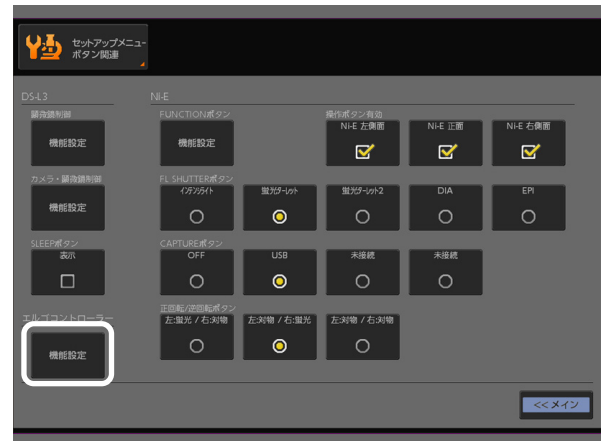 セットアップメニュー
ボタン関連
DS-L3
NI-E
顕微鏡制御
機能設定
FUNCTIONボタン
機能設定
操作ボタン有効
Ni-E 左側面
Ni-E 正面
Ni-E 右側面
カメラ・顕微鏡制御
機能設定
FL SHUTTERボタン
インテンシライト
蛍光ターレット
蛍光ターレット2
DIA
EPI
SLEEPボタン
表示
CAPTUREボタン
OFF
USB
未接続
未接続
エルゴコントローラー
機能設定
正回転/逆回転ボタン
左:蛍光 / 右:対物
左:対物 / 右:蛍光
左:対物 / 右:対物
<< メイン